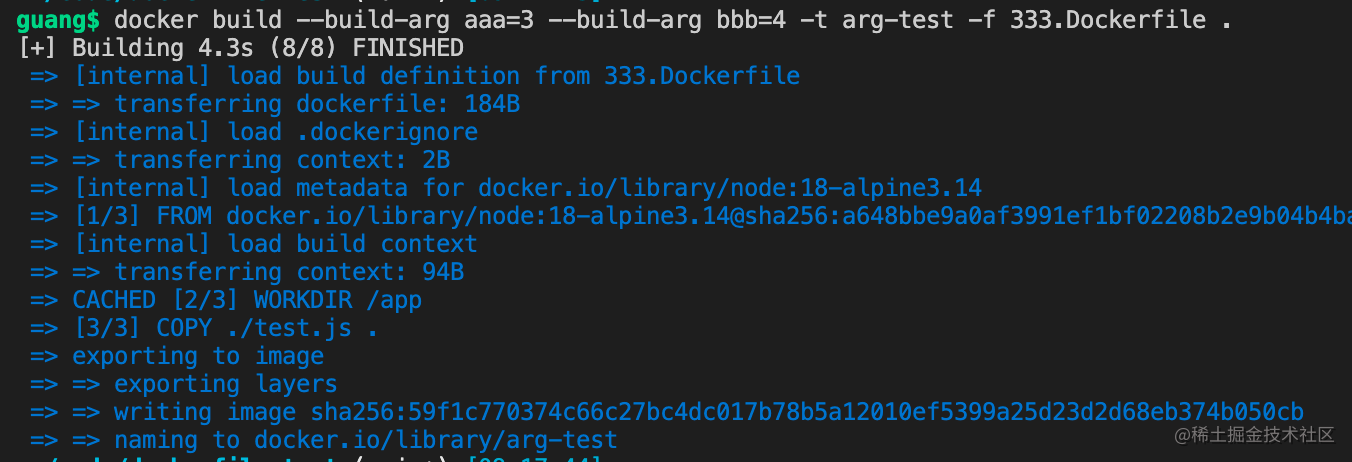 guang$ docker build --build-arg aaa=3 --build-arg bbb=4 -t arg-test -f 333.Dockerfile .
[+] Building 4.3s (8/8) FINISHED
=> [internal] load build definition from 333.Dockerfile
=> => transferring dockerfile: 184B
=> [internal] load .dockerignore
=> => transferring context: 2B
=> [internal] load metadata for docker.io/library/node:18-alpine3.14
=> [1/3] FROM docker.io/library/node:18-alpine3.14@sha256:a648bbe9a0af3991ef1bf02208b2e9b04b4ba
=> [internal] load build context
=> => transferring context: 94B
=> CACHED [2/3] WORKDIR /app
=> [3/3] COPY ./test.js .
=> exporting to image
=> => exporting layers
=> => writing image sha256:59f1c770374c66c27bc4dc017b78b5a12010ef5399a25d23d2d68eb374b050cb
=> => naming to docker.io/library/arg-test
@稀土掘金技术社区